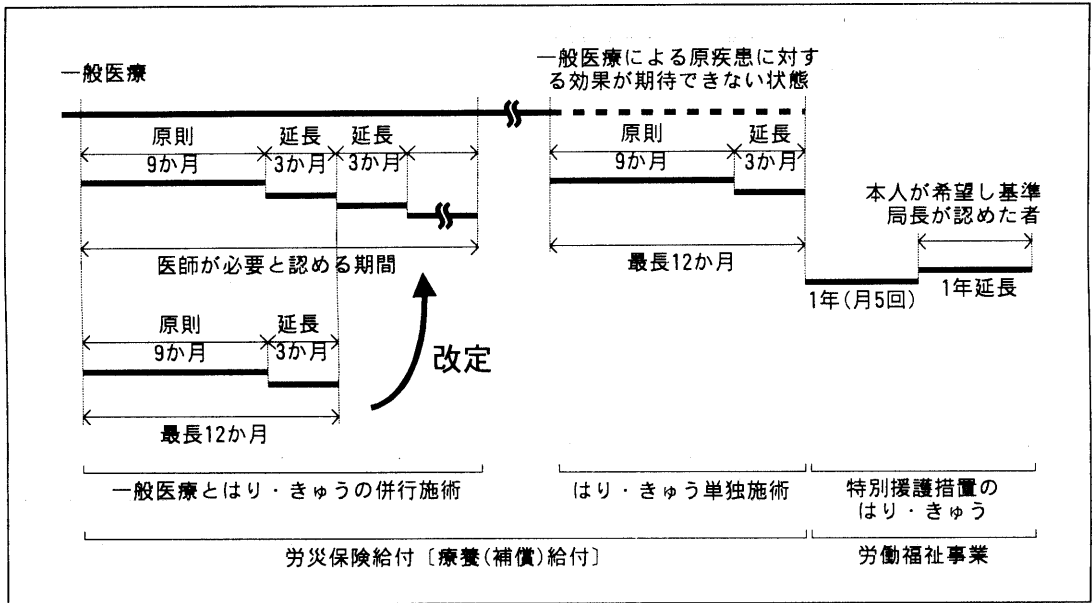 一般医療
一般医療による原疾患に対す
る効果が期待できない状態
原則
9か月
延長
3か月
延長
3か月
原則
9か月
延長
3か月
本人が希望し基準
局長が認めた者
医師が必要と認める期間
最長12か月
1年(月5回)
1年延長
原則
9か月
延長
3か月
改定
最長12か月
一般医療とはり・きゅうの併行施術
はり・きゅう単独施術
特別援護措置の
はり・きゅう
労災保険給付〔療養(補償)給付〕
労働福祉事業